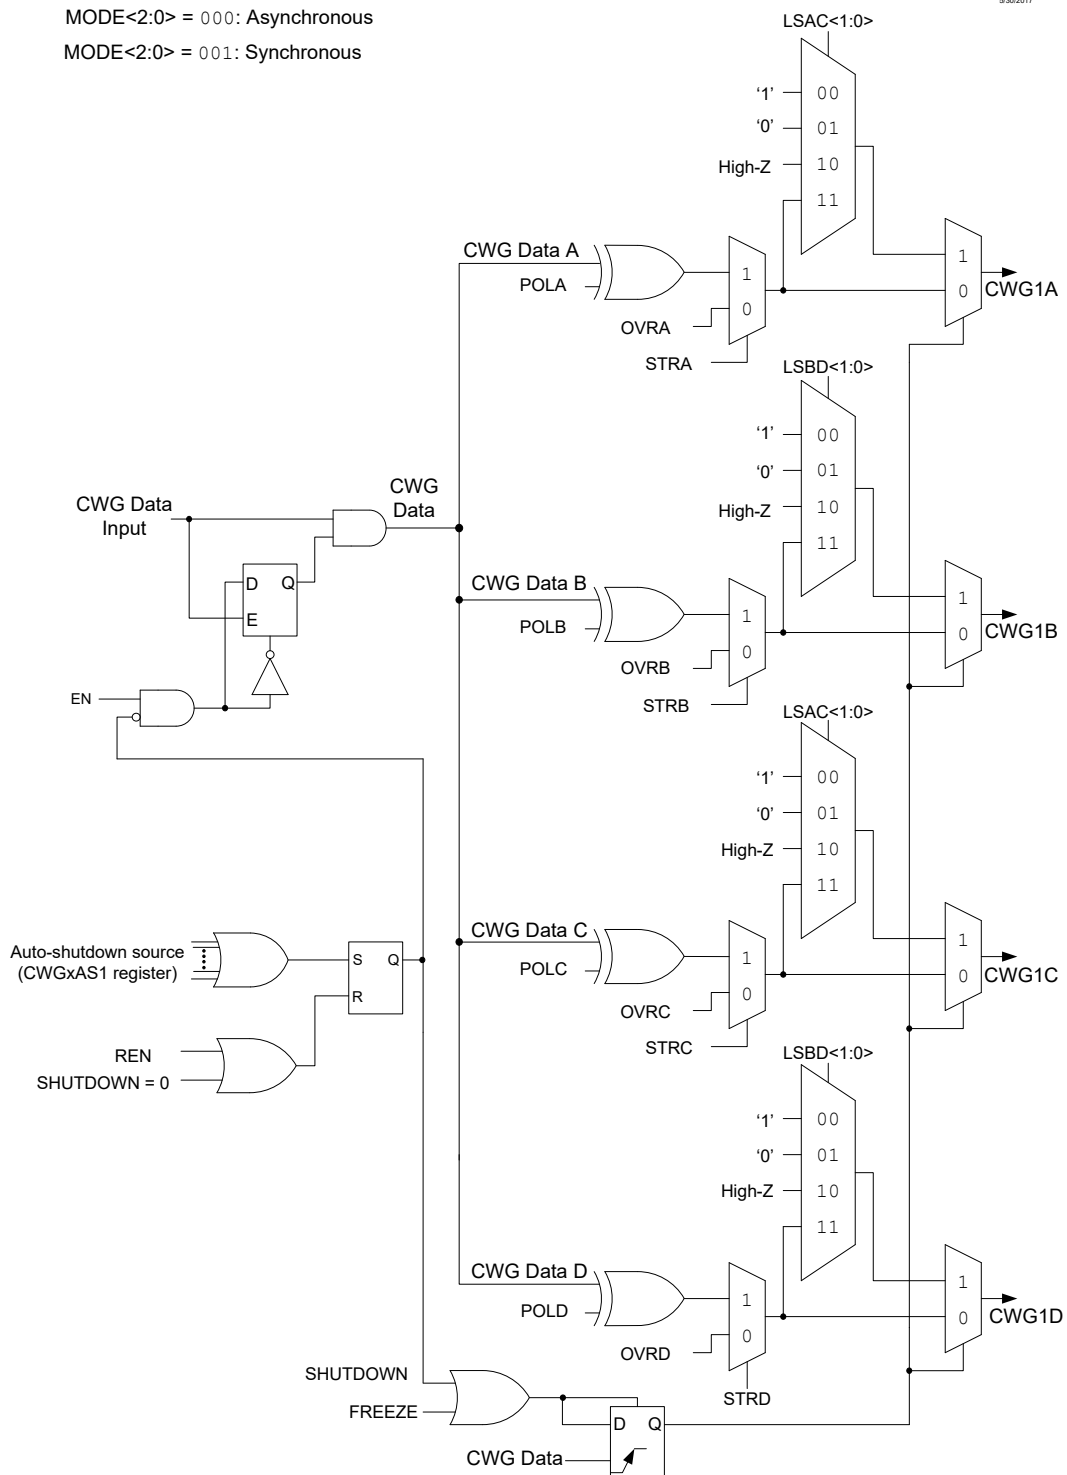 5/30/2017
MODE<2:0> = 000: Asynchronous
MODE<2:0> = 001: Synchronous
LSAC<1:0>
‘1’ 00
‘0’ 01
High-Z 10
11
CWG Data A
POLA
1
0
OVRA
STRA
1
0
CWG1A
LSBD<1:0>
‘1’ 00
‘0’ 01
High-Z 10
11
CWG Data
Input
CWG
Data
D Q
E
EN
CWG Data B
POLB
1
0
OVRB
STRB
1
0
CWG1B
LSAC<1:0>
‘1’ 00
‘0’ 01
High-Z 10
11
Auto-shutdown source
(CWGxAS1 register)
S Q
R
REN
SHUTDOWN = 0
CWG Data C
POLC
1
0
OVRC
STRC
1
0
CWG1C
LSBD<1:0>
‘1’ 00
‘0’ 01
High-Z 10
11
CWG Data D
POLD
1
0
OVRD
STRD
1
0
CWG1D
SHUTDOWN
FREEZE
D Q
CWG Data